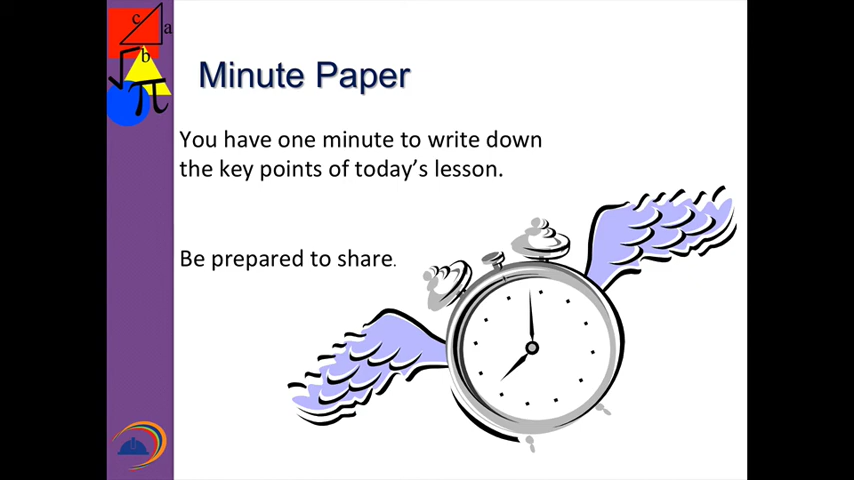 c
a
b
√π
Minute Paper
You have one minute to write down
the key points of today's lesson.
Be prepared to share.